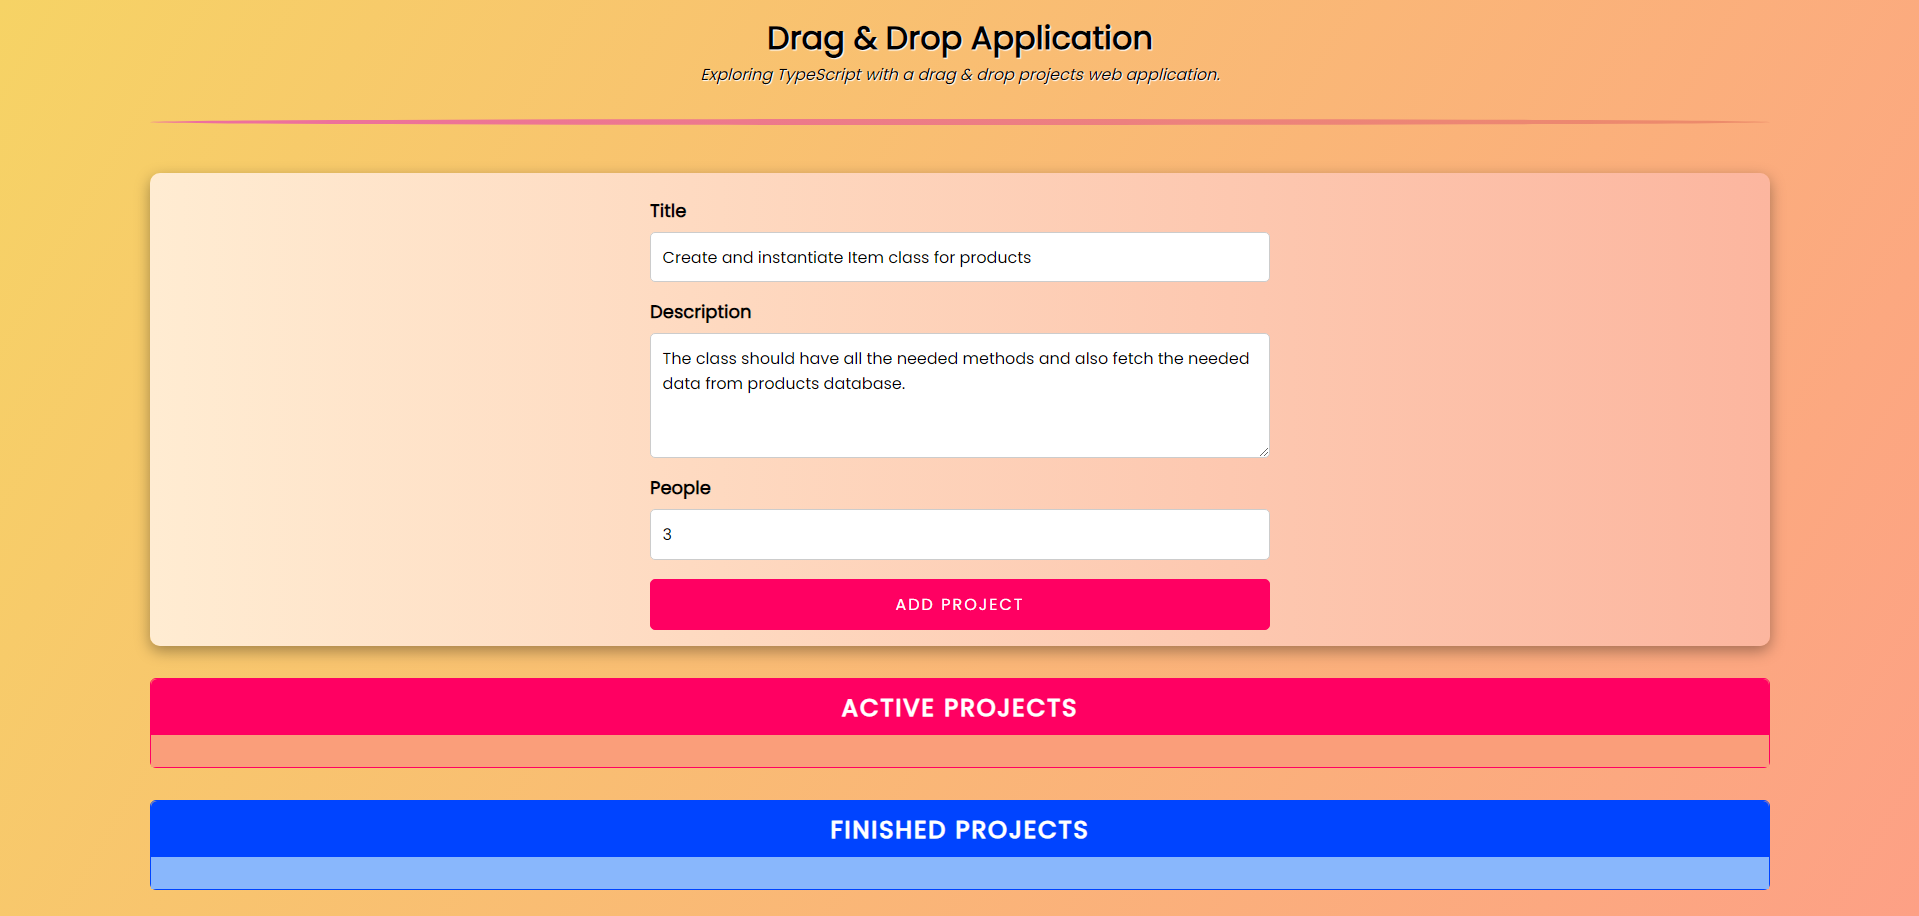 Drag & Drop Application
Exploring TypeScript with a drag & drop projects web application.
Title
Create and instantiate Item class for products
Description
The class should have all the needed methods and also fetch the needed
data from products database.
People
3
ADD PROJECT
ACTIVE PROJECTS
FINISHED PROJECTS